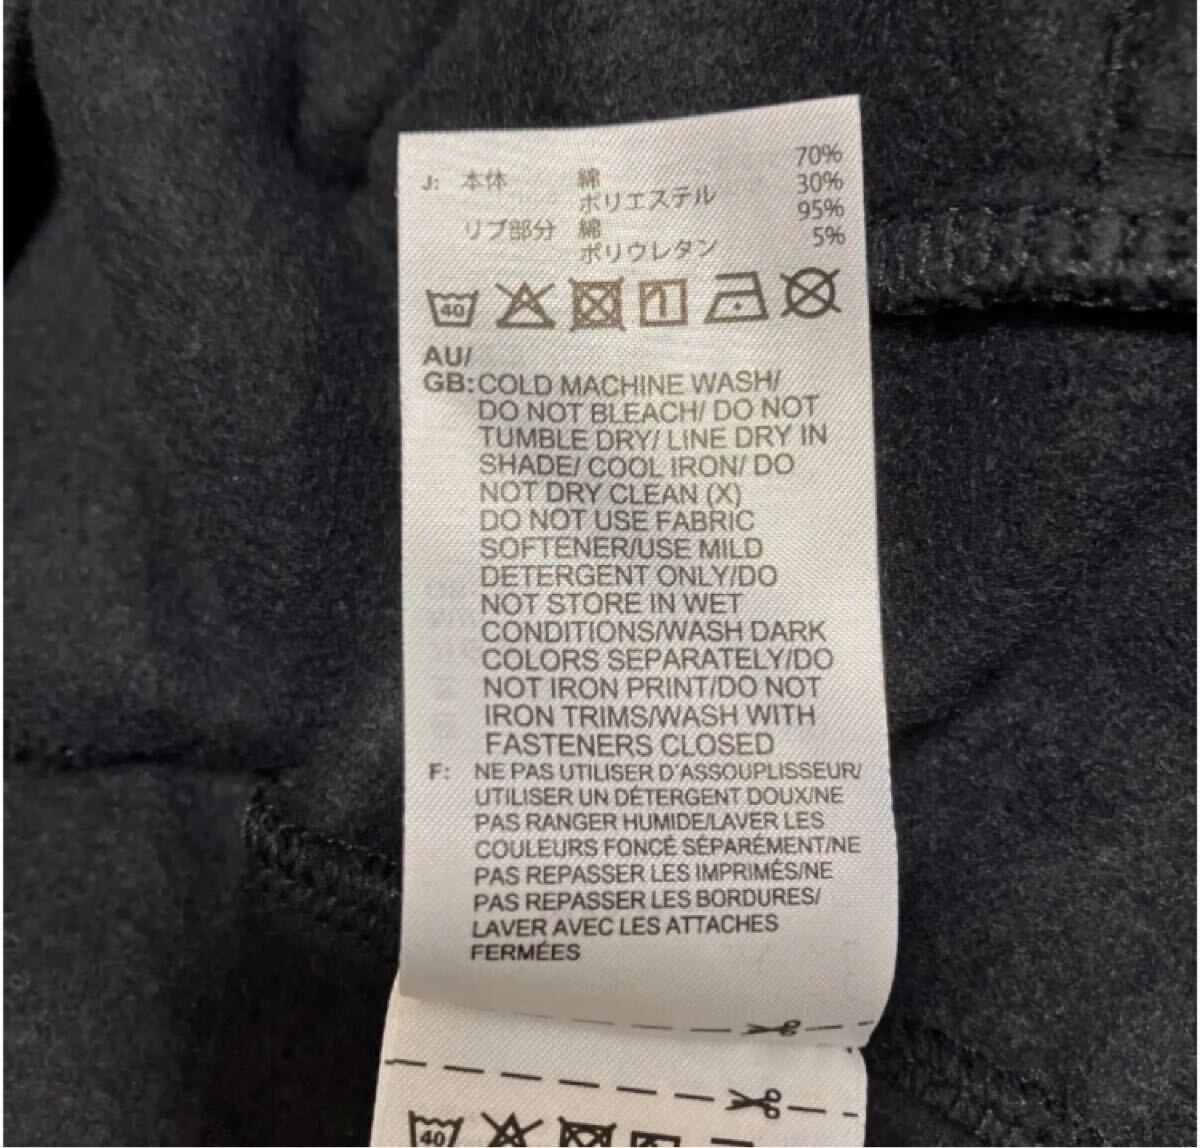 J: 本体 綿 70%
ポリエステル 30%
リブ部分 綿 95%
ポリウレタン 5%
40 1
AU/
GB: COLD MACHINE WASH/
DO NOT BLEACH/ DO NOT
TUMBLE DRY/ LINE DRY IN
SHADE/ COOL IRON/ DO
NOT DRY CLEAN (X)
DO NOT USE FABRIC
SOFTENER/USE MILD
DETERGENT ONLY/DO
NOT STORE IN WET
CONDITIONS/WASH DARK
COLORS SEPARATELY/DO
NOT IRON PRINT/DO NOT
IRON TRIMS/WASH WITH
FASTENERS CLOSED
F: NE PAS UTILISER D'ASSOUPLISSEUR/
UTILISER UN DÉTERGENT DOUX/NE
PAS RANGER HUMIDE/LAVER LES
COULEURS FONCÉ SÉPARÉMENT/NE
PAS REPASSER LES IMPRIMÉS/NE
PAS REPASSER LES BORDURES/
LAVER AVEC LES ATTACHES
FERMÉES
40